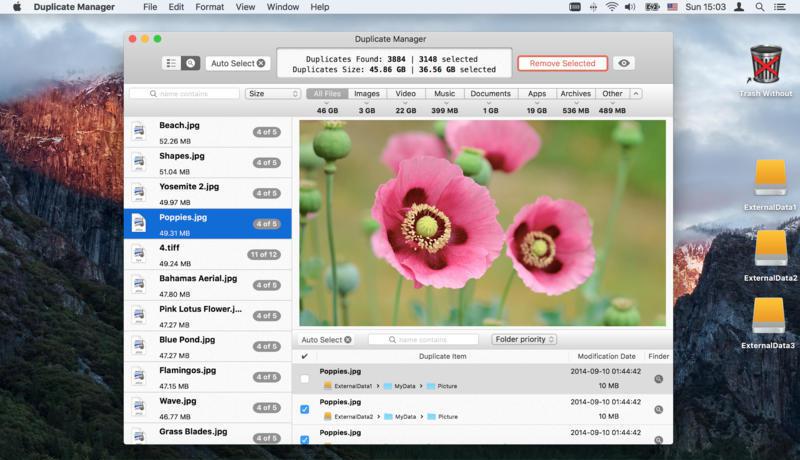 Duplicate Manager File Edit Format View Window Help Sun 15:03
Duplicate Manager
Auto Select
Duplicates Found: 3884 | 3148 selected
Duplicates Size: 45.86 GB | 36.56 GB selected
Remove Selected
name contains
Size
All Files Images Video Music Documents Apps Archives Other
46 GB 3 GB 22 GB 399 MB 1 GB 19 GB 536 MB 489 MB
Beach.jpg
4 of 5
52.26 MB
Shapes.jpg
4 of 5
51.04 MB
Yosemite 2.jpg
4 of 5
49.97 MB
Poppies.jpg
4 of 5
49.31 MB
4.tiff
11 of 12
49.24 MB
Bahamas Aerial.jpg
4 of 5
47.80 MB
Pink Lotus Flower.j...
4 of 5
47.27 MB
Blue Pond.jpg
4 of 5
47.27 MB
Flamingos.jpg
4 of 5
47.15 MB
Wave.jpg
4 of 5
46.77 MB
Grass Blades.jpg
4 of 5
Auto Select
name contains
Folder priority
Duplicate Item Modification Date Finder
Poppies.jpg 2014-09-10 01:44:42
ExternalData1 MyData Picture 10 MB
Poppies.jpg 2014-09-10 01:44:42
ExternalData2 MyData Picture 10 MB
Poppies.jpg 2014-09-10 01:44:42
Trash Without
ExternalData1
ExternalData2
ExternalData3